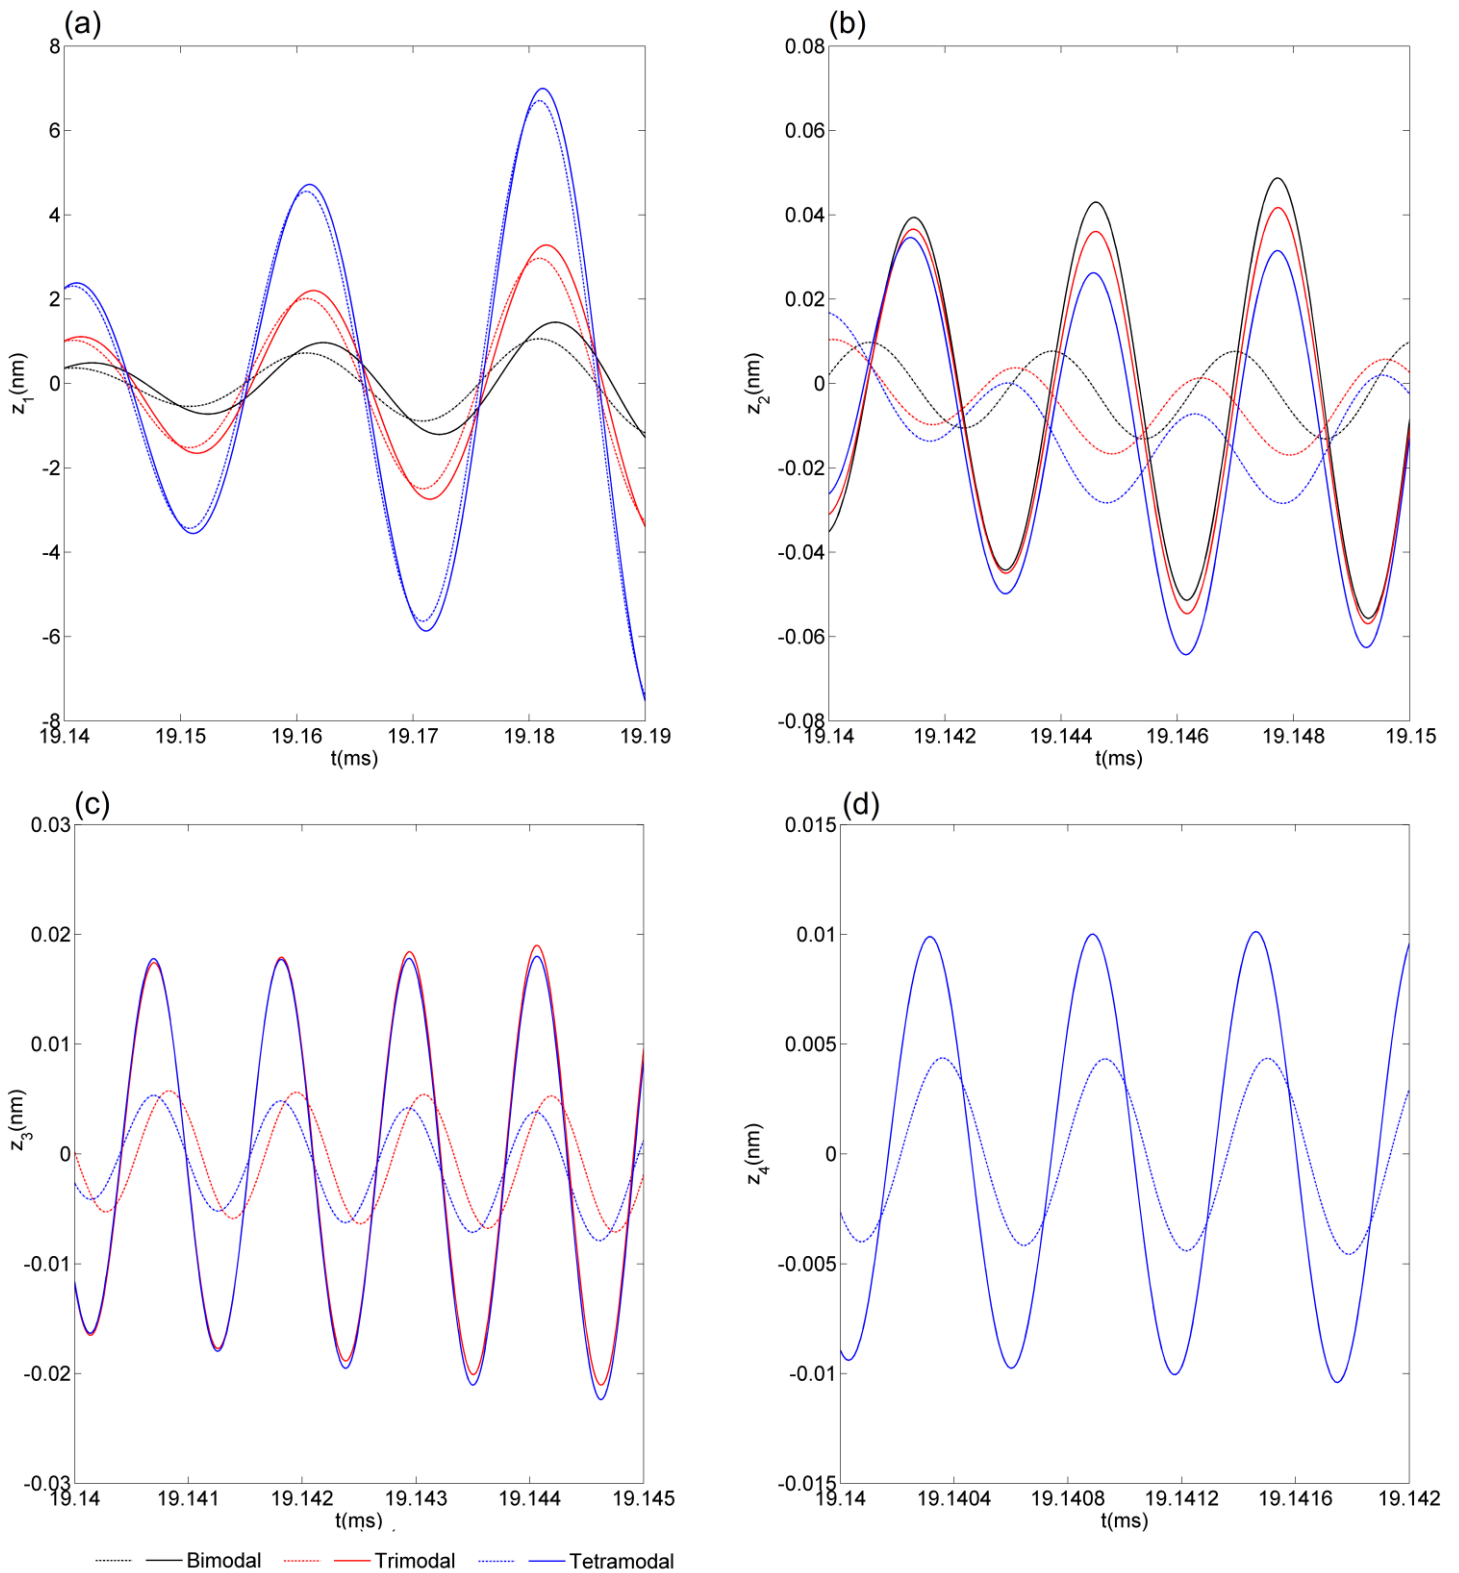 (a)
8
6
4
2
0
-2
-4
-6
-8
z1(nm)
19.14 19.15 19.16 19.17 19.18 19.19
t(ms)
(b)
0.08
0.06
0.04
0.02
0
-0.02
-0.04
-0.06
-0.08
z2(nm)
19.14 19.142 19.144 19.146 19.148 19.15
t(ms)
(c)
0.03
0.02
0.01
0
-0.01
-0.02
-0.03
z3(nm)
19.14 19.141 19.142 19.143 19.144 19.145
t(ms)
(d)
0.015
0.01
0.005
0
-0.005
-0.01
-0.015
z4(nm)
19.14 19.1404 19.1408 19.1412 19.1416 19.142
t(ms)
Bimodal Trimodal Tetramodal